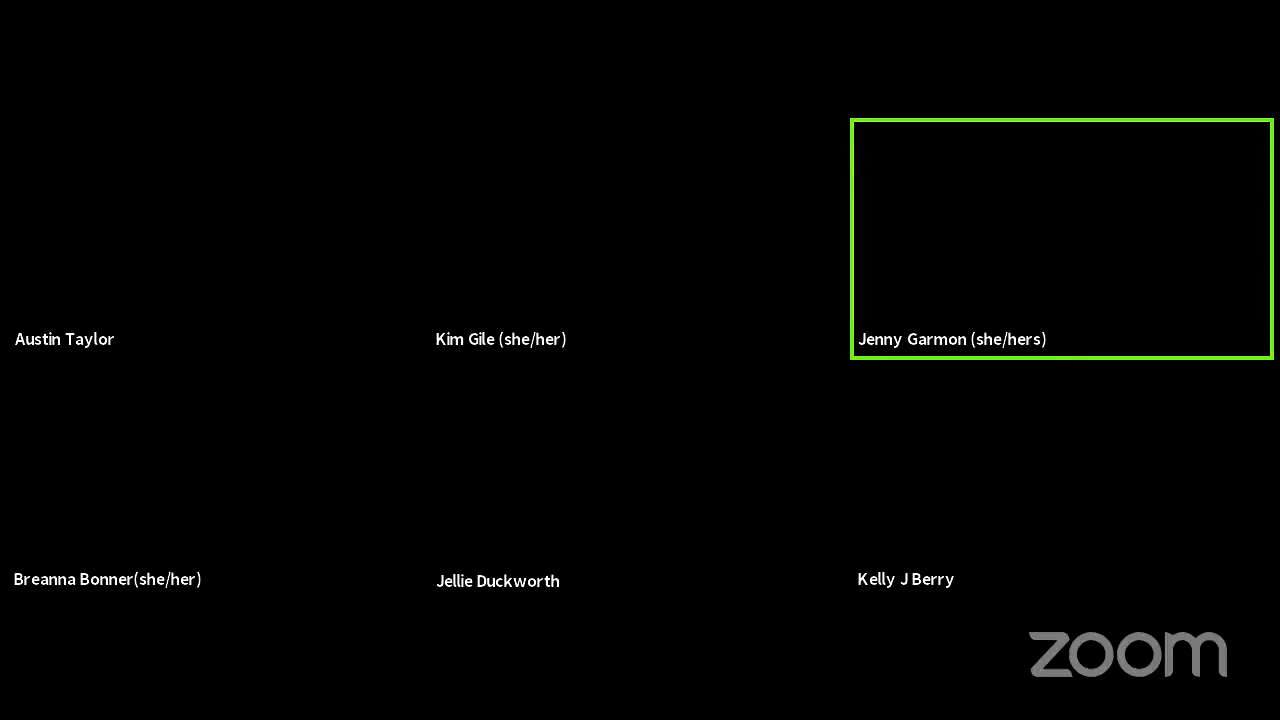 Austin Taylor
Kim Gile (she/her)
Jenny Garmon (she/hers)
Breanna Bonner(she/her)
Jellie Duckworth
Kelly J Berry
zoom